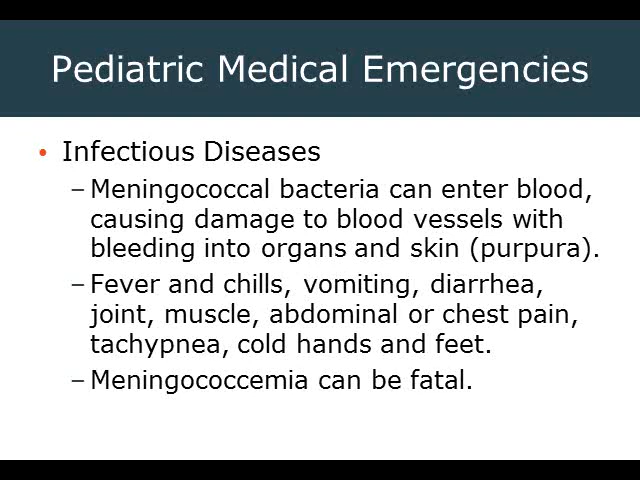 Pediatric Medical Emergencies
• Infectious Diseases
– Meningococcal bacteria can enter blood,
causing damage to blood vessels with
bleeding into organs and skin (purpura).
– Fever and chills, vomiting, diarrhea,
joint, muscle, abdominal or chest pain,
tachypnea, cold hands and feet.
– Meningococcemia can be fatal.